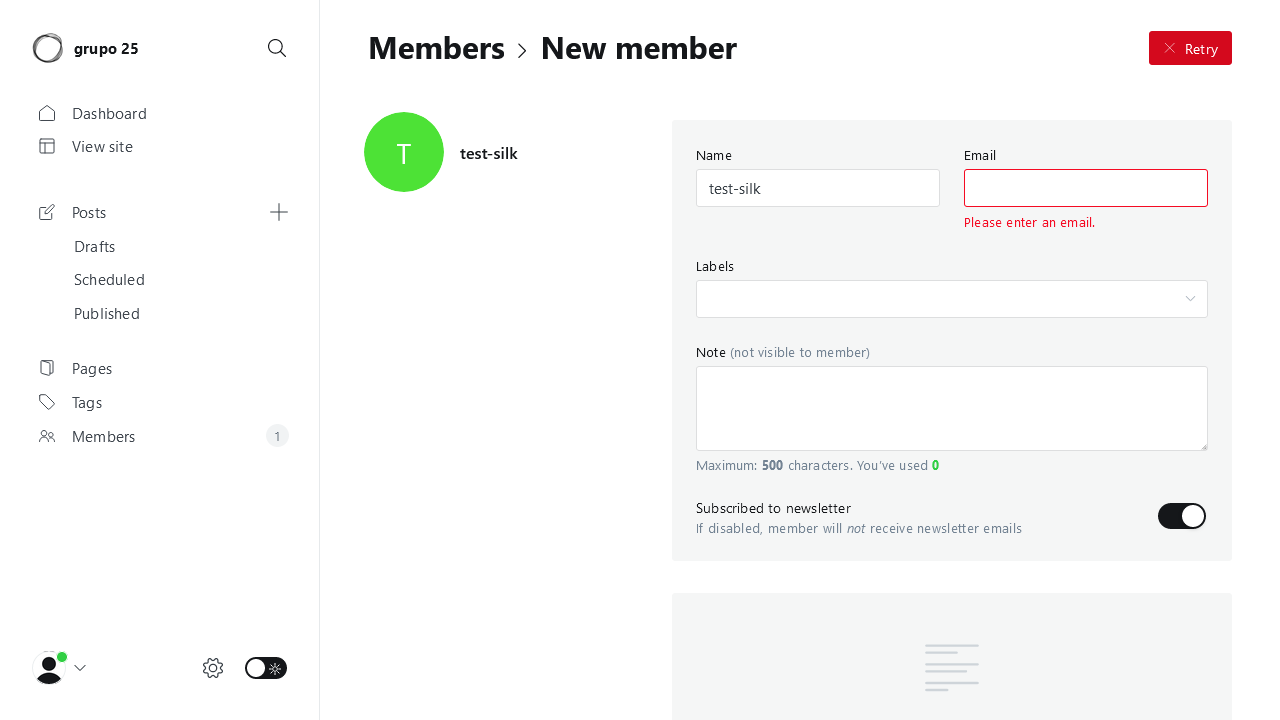 grupo 25
Dashboard
View site
Posts
Drafts
Scheduled
Published
Pages
Tags
Members
1
Members > New member
Retry
T
test-silk
Name
Email
test-silk
Please enter an email.
Labels
Note (not visible to member)
Maximum: 500 characters. You've used 0
Subscribed to newsletter
If disabled, member will not receive newsletter emails